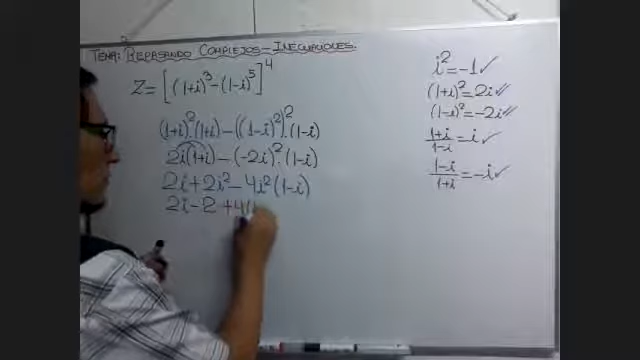 TEMA: REPASANDO COMPLEJOS - INECUACIONES.
Z = [(1+i)³ - (1-i)⁵]⁴
(1+i)²·(1+i) - ((1-i)²)²·(1-i)
2i(1+i) - (-2i)²·(1-i)
2i + 2i² - 4i²(1-i)
2i - 2 + 4(
i² = -1 ✓
(1+i)² = 2i ✓
(1-i)² = -2i ✓
1+i/1-i = i ✓
1-i/1+i = -i ✓